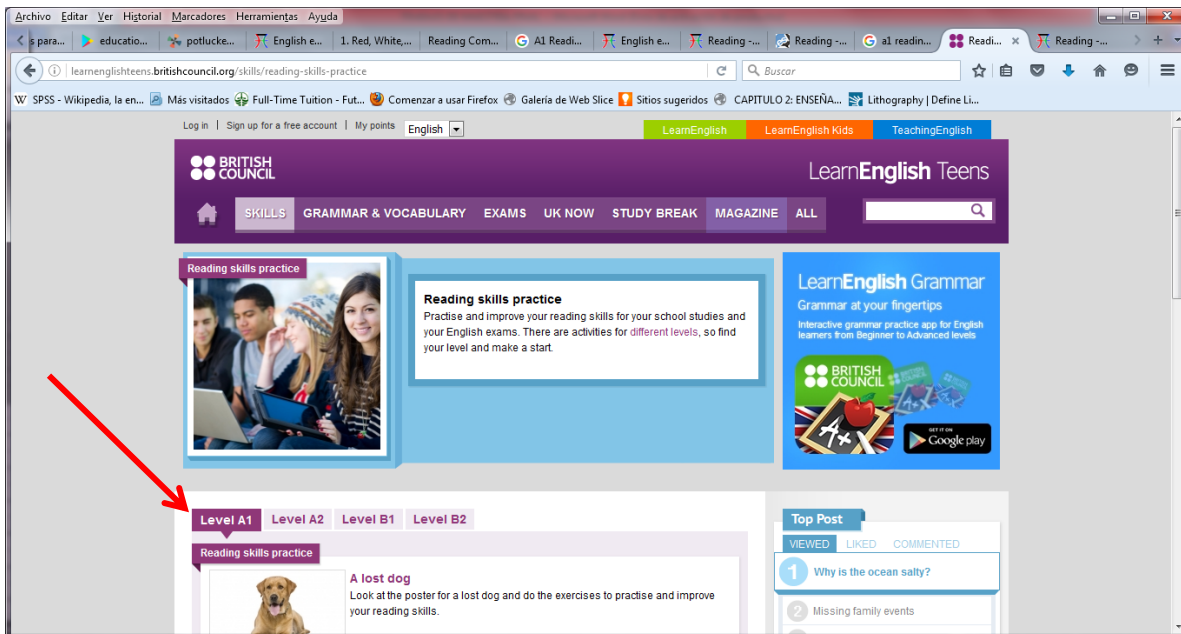 Archivo Editar Ver Historial Marcadores Herramientas Ayuda
s para... educatio... potlucke... English e... 1. Red, White,... Reading Com... A1 Readi... English e... Reading -... Reading -... a1 readin... Readi... Reading -...
learnenglishteens.britishcouncil.org/skills/reading-skills-practice Buscar
SPSS - Wikipedia, la en... Más visitados Full-Time Tuition - Fut... Comenzar a usar Firefox Galería de Web Slice Sitios sugeridos CAPITULO 2: ENSEÑA... Lithography | Define Li...
Log in | Sign up for a free account | My points English
LearnEnglish LearnEnglish Kids TeachingEnglish
BRITISH
COUNCIL
LearnEnglish Teens
SKILLS GRAMMAR & VOCABULARY EXAMS UK NOW STUDY BREAK MAGAZINE ALL
Reading skills practice
Reading skills practice
Practise and improve your reading skills for your school studies and
your English exams. There are activities for different levels, so find
your level and make a start.
LearnEnglish Grammar
Grammar at your fingertips
Interactive grammar practice app for English
learners from Beginner to Advanced levels
BRITISH
COUNCIL
A+
GET IT ON
Google play
Level A1 Level A2 Level B1 Level B2
Reading skills practice
A lost dog
Look at the poster for a lost dog and do the exercises to practise and improve
your reading skills.
Top Post
VIEWED LIKED COMMENTED
1 Why is the ocean salty?
2 Missing family events